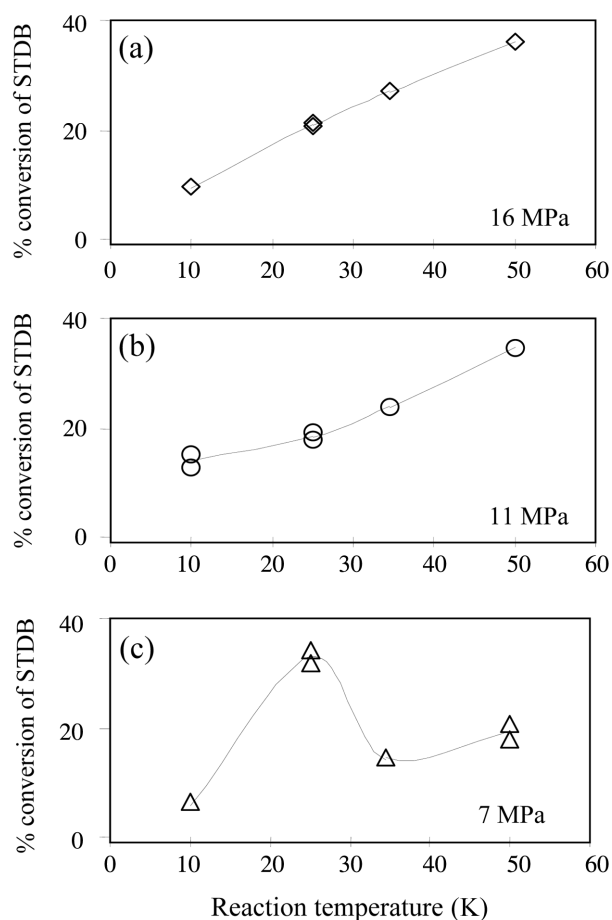 40
(a)
20
16 MPa
0
0 10 20 30 40 50 60
% conversion of STDB
40
(b)
20
11 MPa
0
0 10 20 30 40 50 60
% conversion of STDB
40
(c)
20
7 MPa
0
0 10 20 30 40 50 60
% conversion of STDB
Reaction temperature (K)